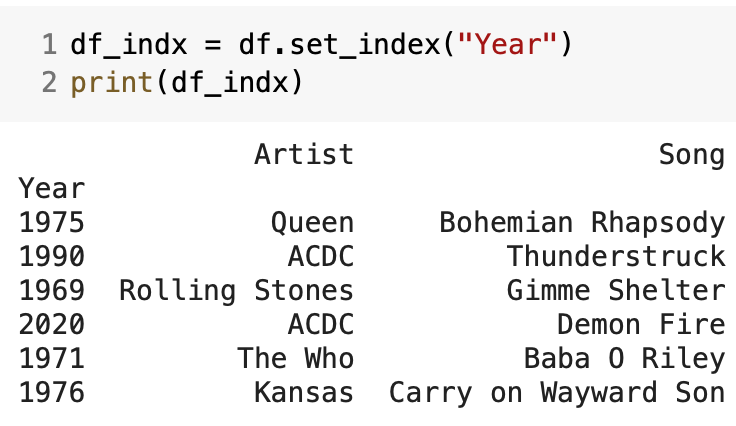 1 df_indx = df.set_index("Year")
2 print(df_indx)
Artist Song
Year
1975 Queen Bohemian Rhapsody
1990 ACDC Thunderstruck
1969 Rolling Stones Gimme Shelter
2020 ACDC Demon Fire
1971 The Who Baba O Riley
1976 Kansas Carry on Wayward Son